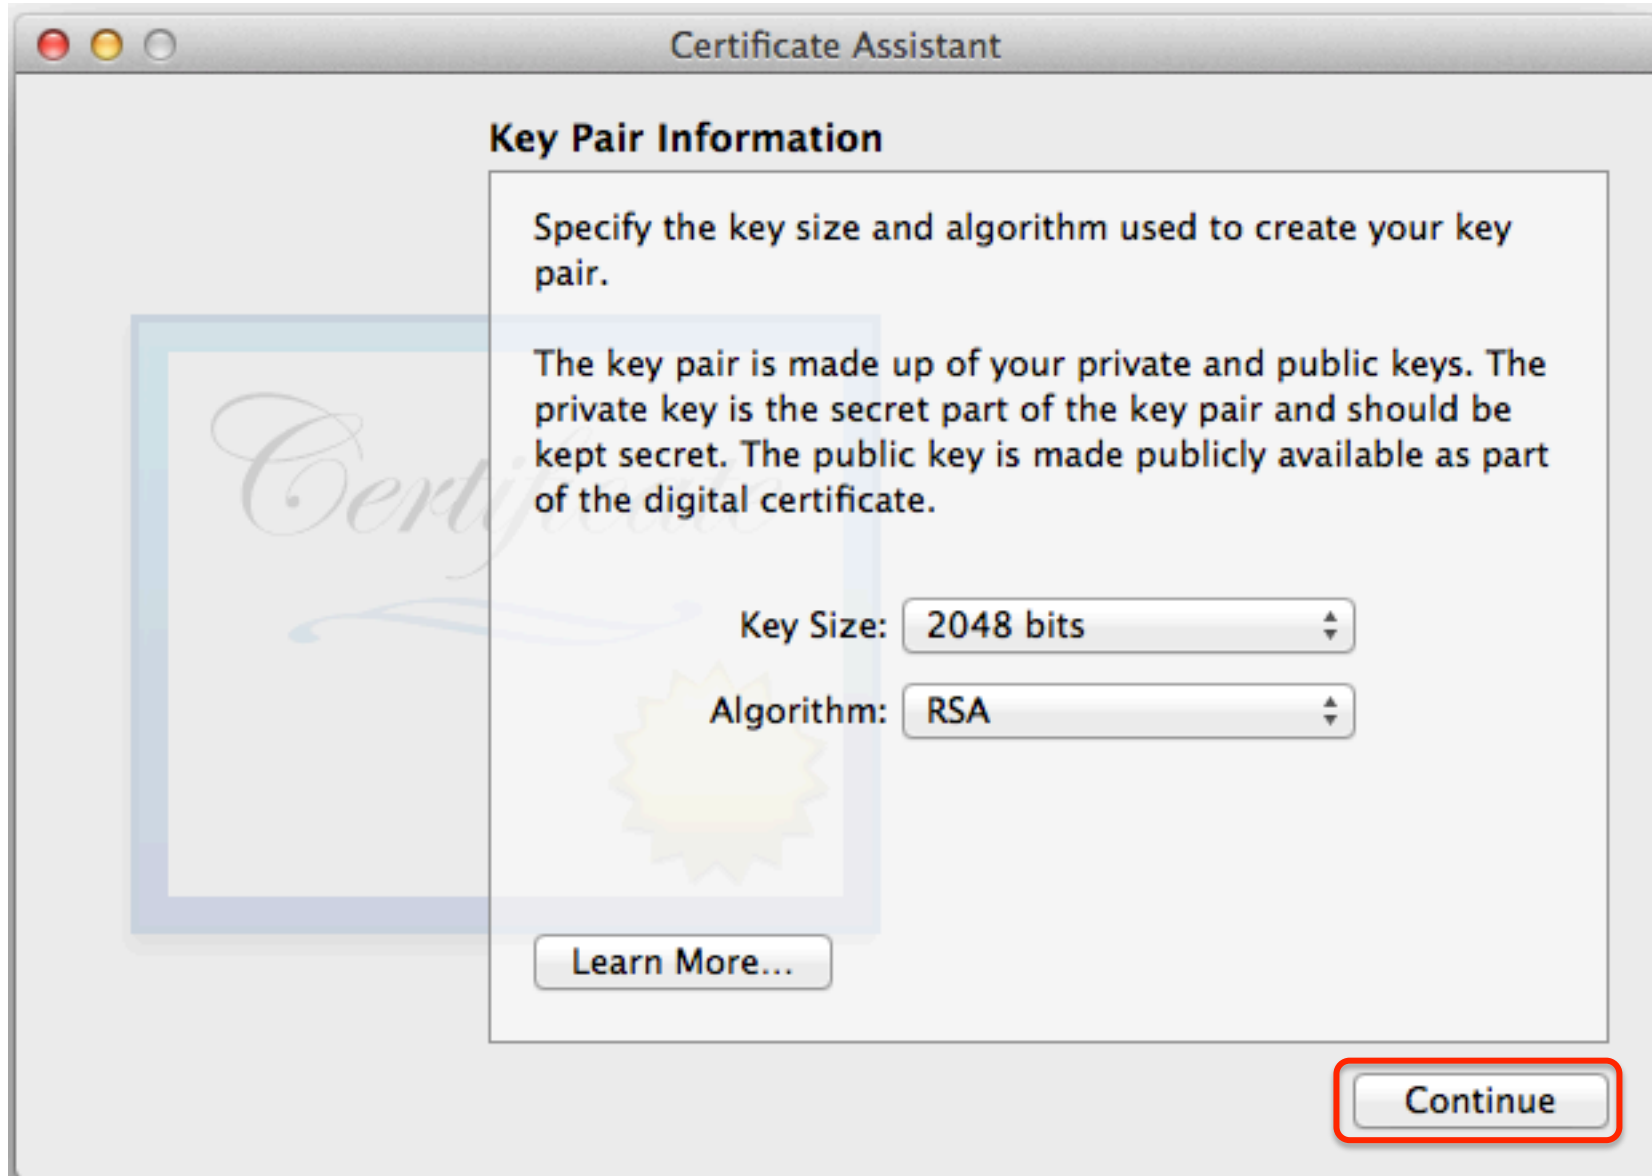 Certificate Assistant
Key Pair Information
Specify the key size and algorithm used to create your key
pair.
The key pair is made up of your private and public keys. The
private key is the secret part of the key pair and should be
kept secret. The public key is made publicly available as part
of the digital certificate.
Certificate
Key Size: 2048 bits
Algorithm: RSA
Learn More...
Continue